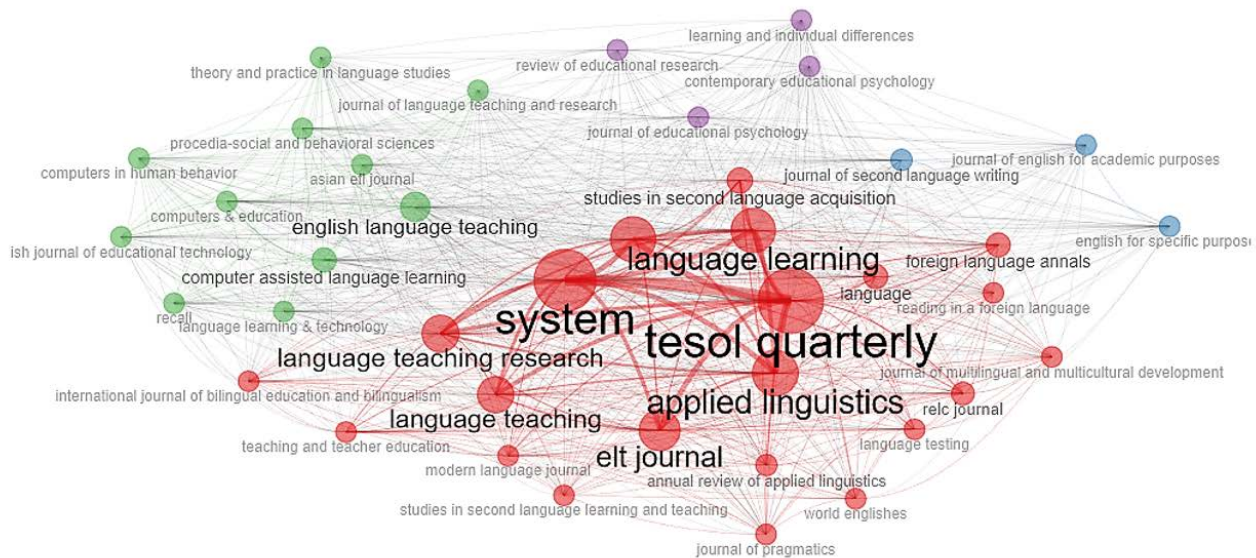 learning and individual differences
review of educational research
theory and practice in language studies
contemporary educational psychology
journal of language teaching and research
journal of educational psychology
procedia-social and behavioral sciences
journal of english for academic purposes
computers in human behavior
asian efl journal
journal of second language writing
studies in second language acquisition
computers & education
english language teaching
english for specific purpose
ish journal of educational technology
language learning
foreign language annals
computer assisted language learning
language
reading in a foreign language
recall
language learning & technology
system
tesol quarterly
language teaching research
journal of multilingual and multicultural development
international journal of bilingual education and bilingualism
applied linguistics
relc journal
language teaching
teaching and teacher education
language testing
elt journal
modern language journal
annual review of applied linguistics
studies in second language learning and teaching
world englishes
journal of pragmatics